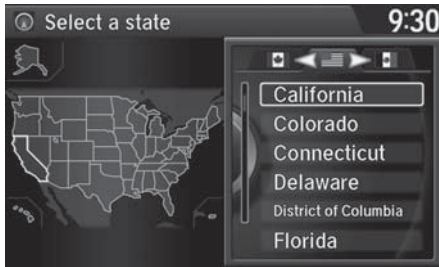 Select a state
9:30
California
Colorado
Connecticut
Delaware
District of Columbia
Florida